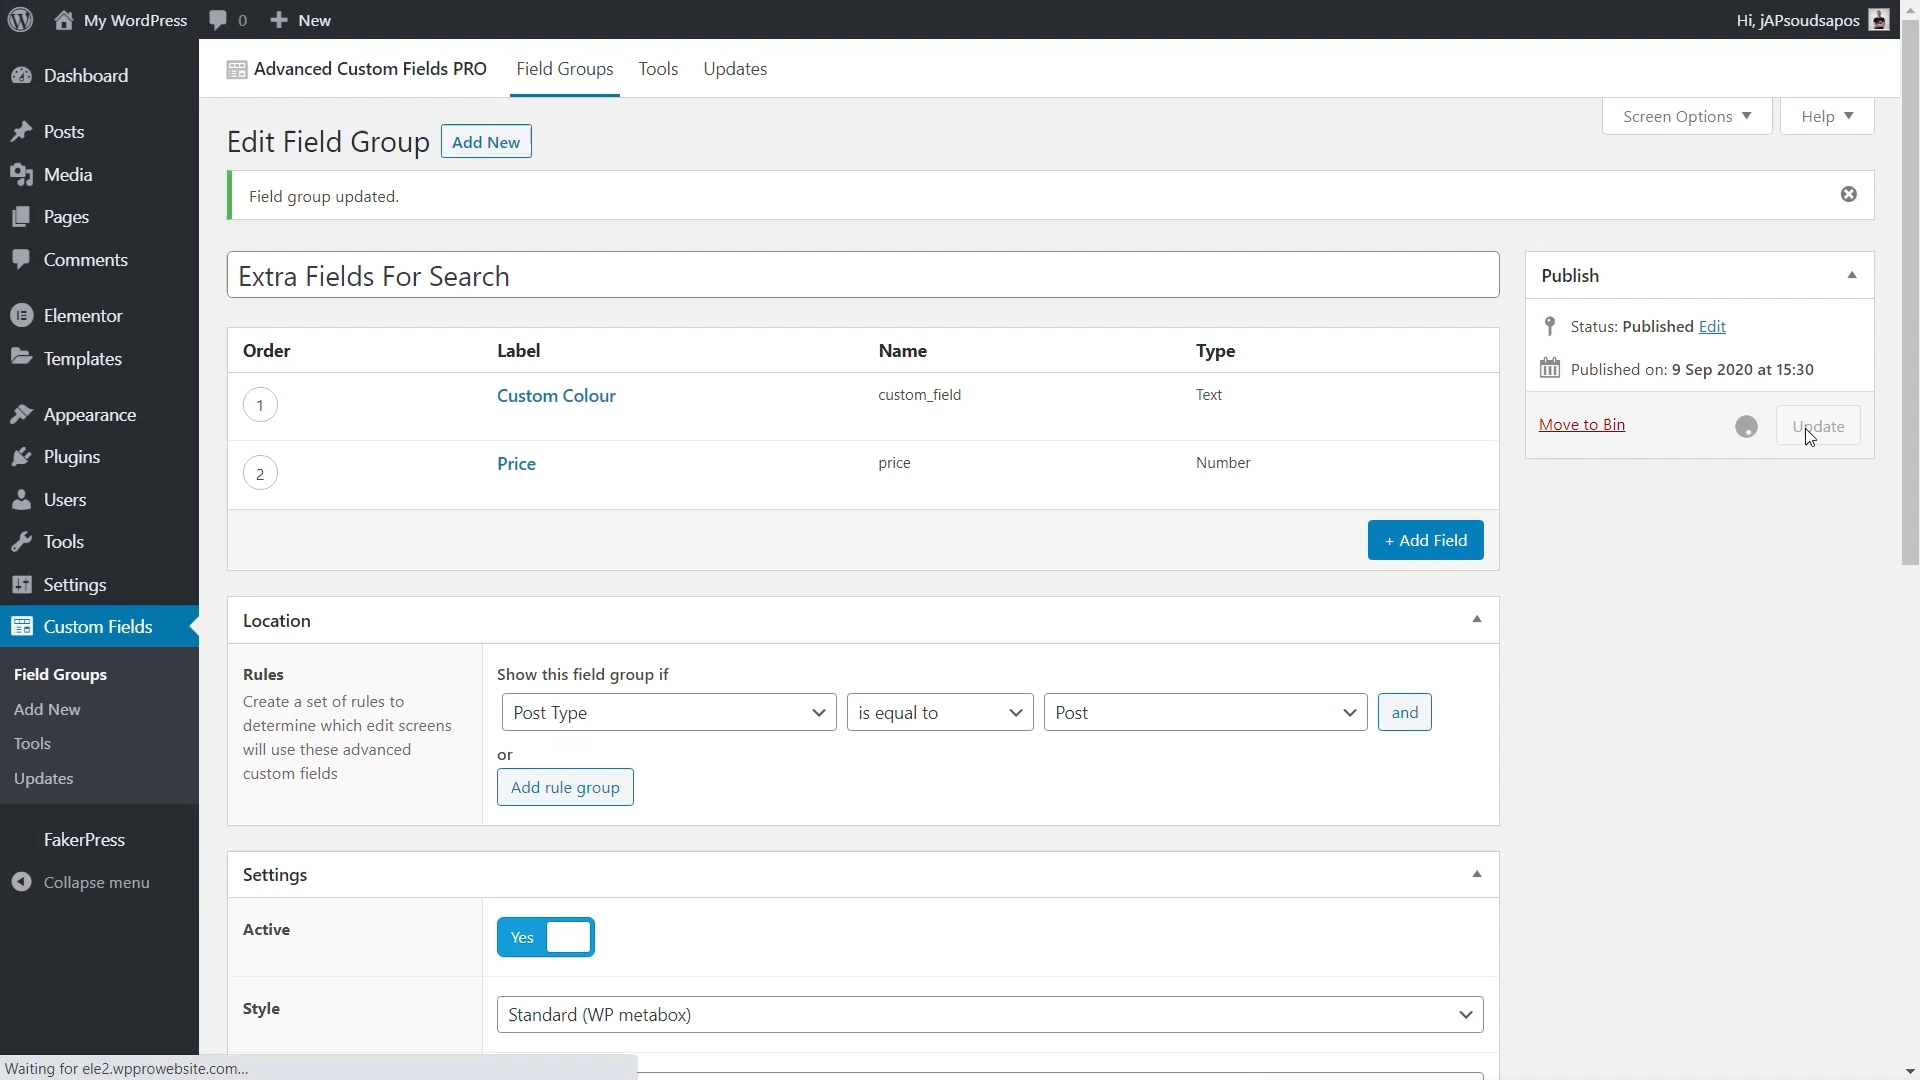 My WordPress 0 New Hi, jAPsoudsapos
Dashboard
Posts
Media
Pages
Comments
Elementor
Templates
Appearance
Plugins
Users
Tools
Settings
Custom Fields
Field Groups
Add New
Tools
Updates
FakerPress
Collapse menu
Advanced Custom Fields PRO Field Groups Tools Updates
Screen Options Help
Edit Field Group Add New
Field group updated.
Extra Fields For Search
Order Label Name Type
1 Custom Colour custom_field Text
2 Price price Number
+ Add Field
Publish
Status: Published Edit
Published on: 9 Sep 2020 at 15:30
Move to Bin Update
Location
Rules
Create a set of rules to
determine which edit screens
will use these advanced
custom fields
Show this field group if
Post Type is equal to Post and
or
Add rule group
Settings
Active Yes
Style Standard (WP metabox)
Waiting for ele2.wpprowebsite.com...